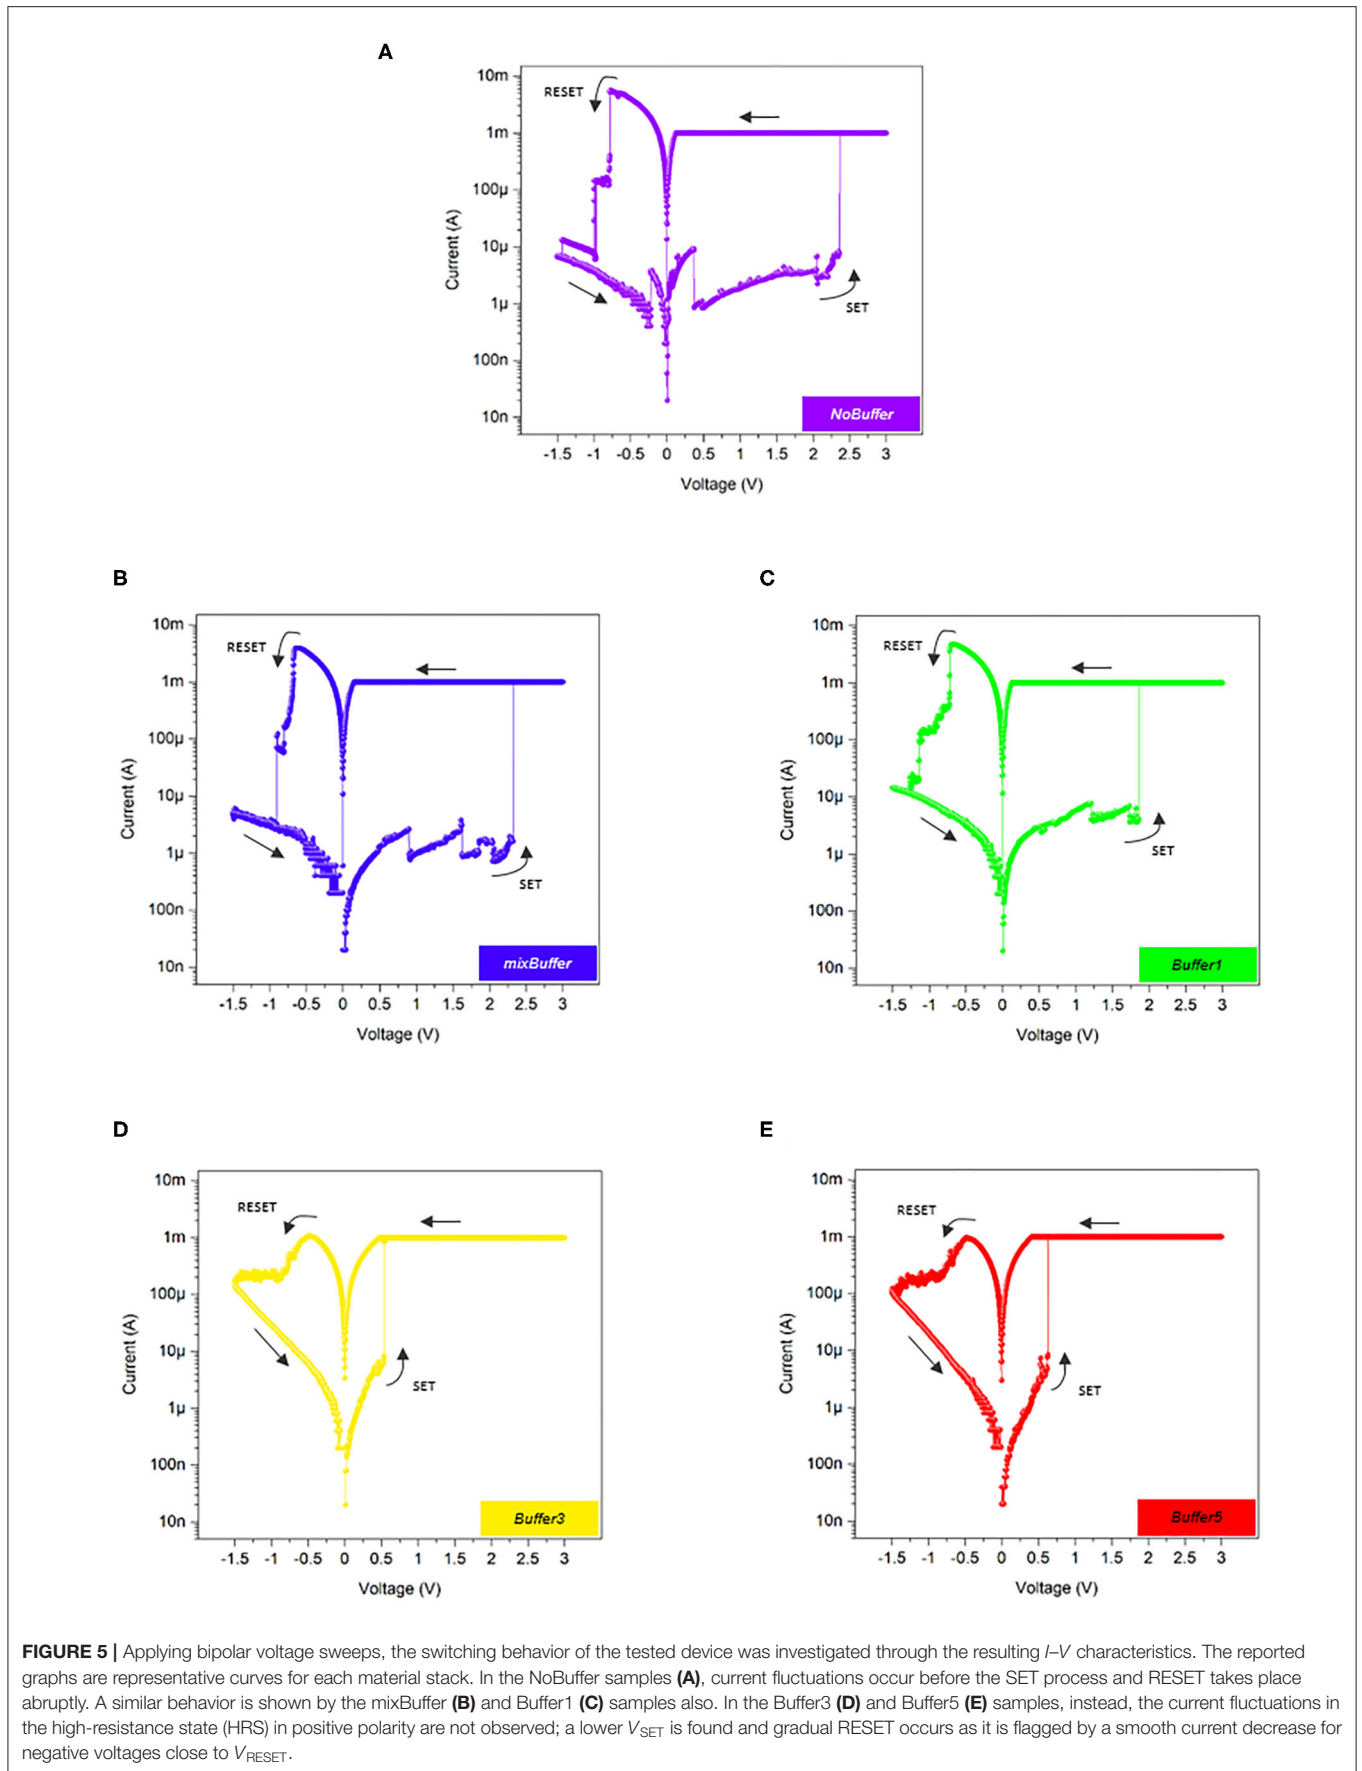 A
10m
1m
100µ
10µ
1µ
100n
10n
Current (A)
RESET
SET
NoBuffer
-1.5 -1 -0.5 0 0.5 1 1.5 2 2.5 3
Voltage (V)
B
10m
1m
100µ
10µ
1µ
100n
10n
Current (A)
RESET
SET
mixBuffer
-1.5 -1 -0.5 0 0.5 1 1.5 2 2.5 3
Voltage (V)
C
10m
1m
100µ
10µ
1µ
100n
10n
Current (A)
RESET
SET
Buffer1
-1.5 -1 -0.5 0 0.5 1 1.5 2 2.5 3
Voltage (V)
D
10m
1m
100µ
10µ
1µ
100n
10n
Current (A)
RESET
SET
Buffer3
-1.5 -1 -0.5 0 0.5 1 1.5 2 2.5 3
Voltage (V)
E
10m
1m
100µ
10µ
1µ
100n
10n
Current (A)
RESET
SET
Buffer5
-1.5 -1 -0.5 0 0.5 1 1.5 2 2.5 3
Voltage (V)
FIGURE 5 | Applying bipolar voltage sweeps, the switching behavior of the tested device was investigated through the resulting I–V characteristics. The reported
graphs are representative curves for each material stack. In the NoBuffer samples (A), current fluctuations occur before the SET process and RESET takes place
abruptly. A similar behavior is shown by the mixBuffer (B) and Buffer1 (C) samples also. In the Buffer3 (D) and Buffer5 (E) samples, instead, the current fluctuations in
the high-resistance state (HRS) in positive polarity are not observed; a lower VSET is found and gradual RESET occurs as it is flagged by a smooth current decrease for
negative voltages close to VRESET.